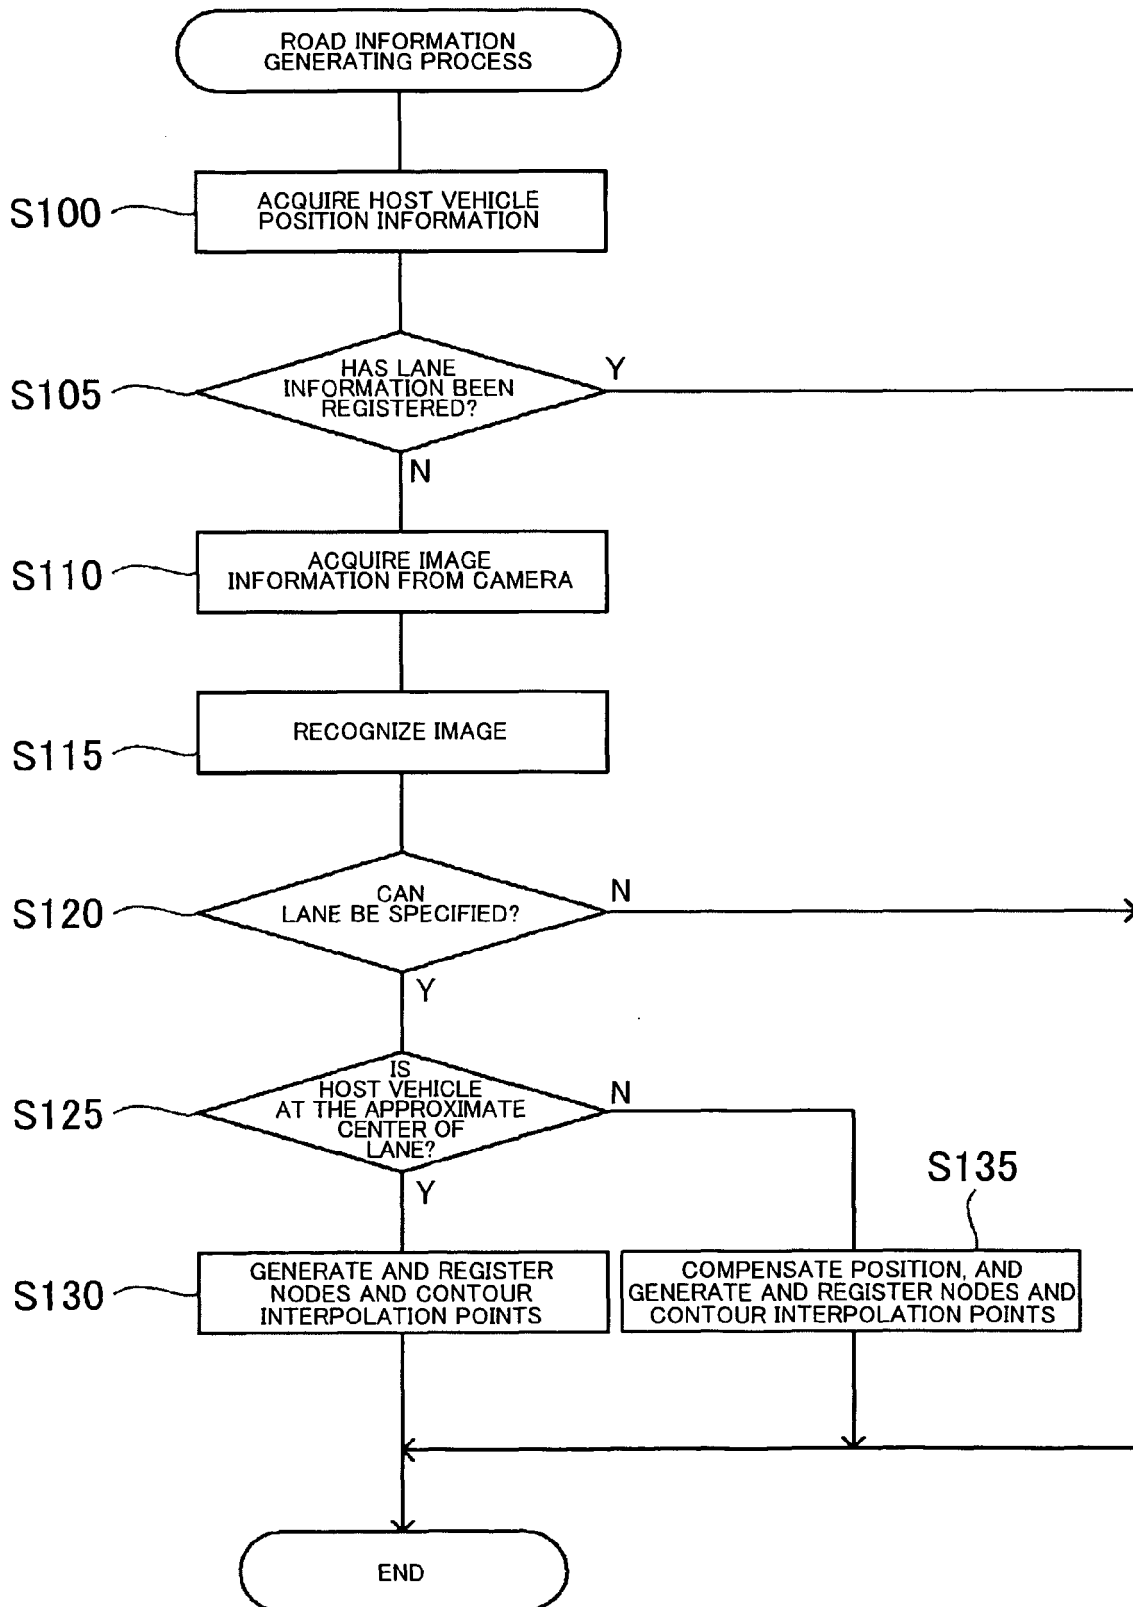 ROAD INFORMATION
GENERATING PROCESS
S100
ACQUIRE HOST VEHICLE
POSITION INFORMATION
S105
HAS LANE
INFORMATION BEEN
REGISTERED?
Y
N
S110
ACQUIRE IMAGE
INFORMATION FROM CAMERA
S115
RECOGNIZE IMAGE
S120
CAN
LANE BE SPECIFIED?
N
Y
S125
IS
HOST VEHICLE
AT THE APPROXIMATE
CENTER OF
LANE?
N
Y
S130
GENERATE AND REGISTER
NODES AND CONTOUR
INTERPOLATION POINTS
S135
COMPENSATE POSITION, AND
GENERATE AND REGISTER NODES AND
CONTOUR INTERPOLATION POINTS
END